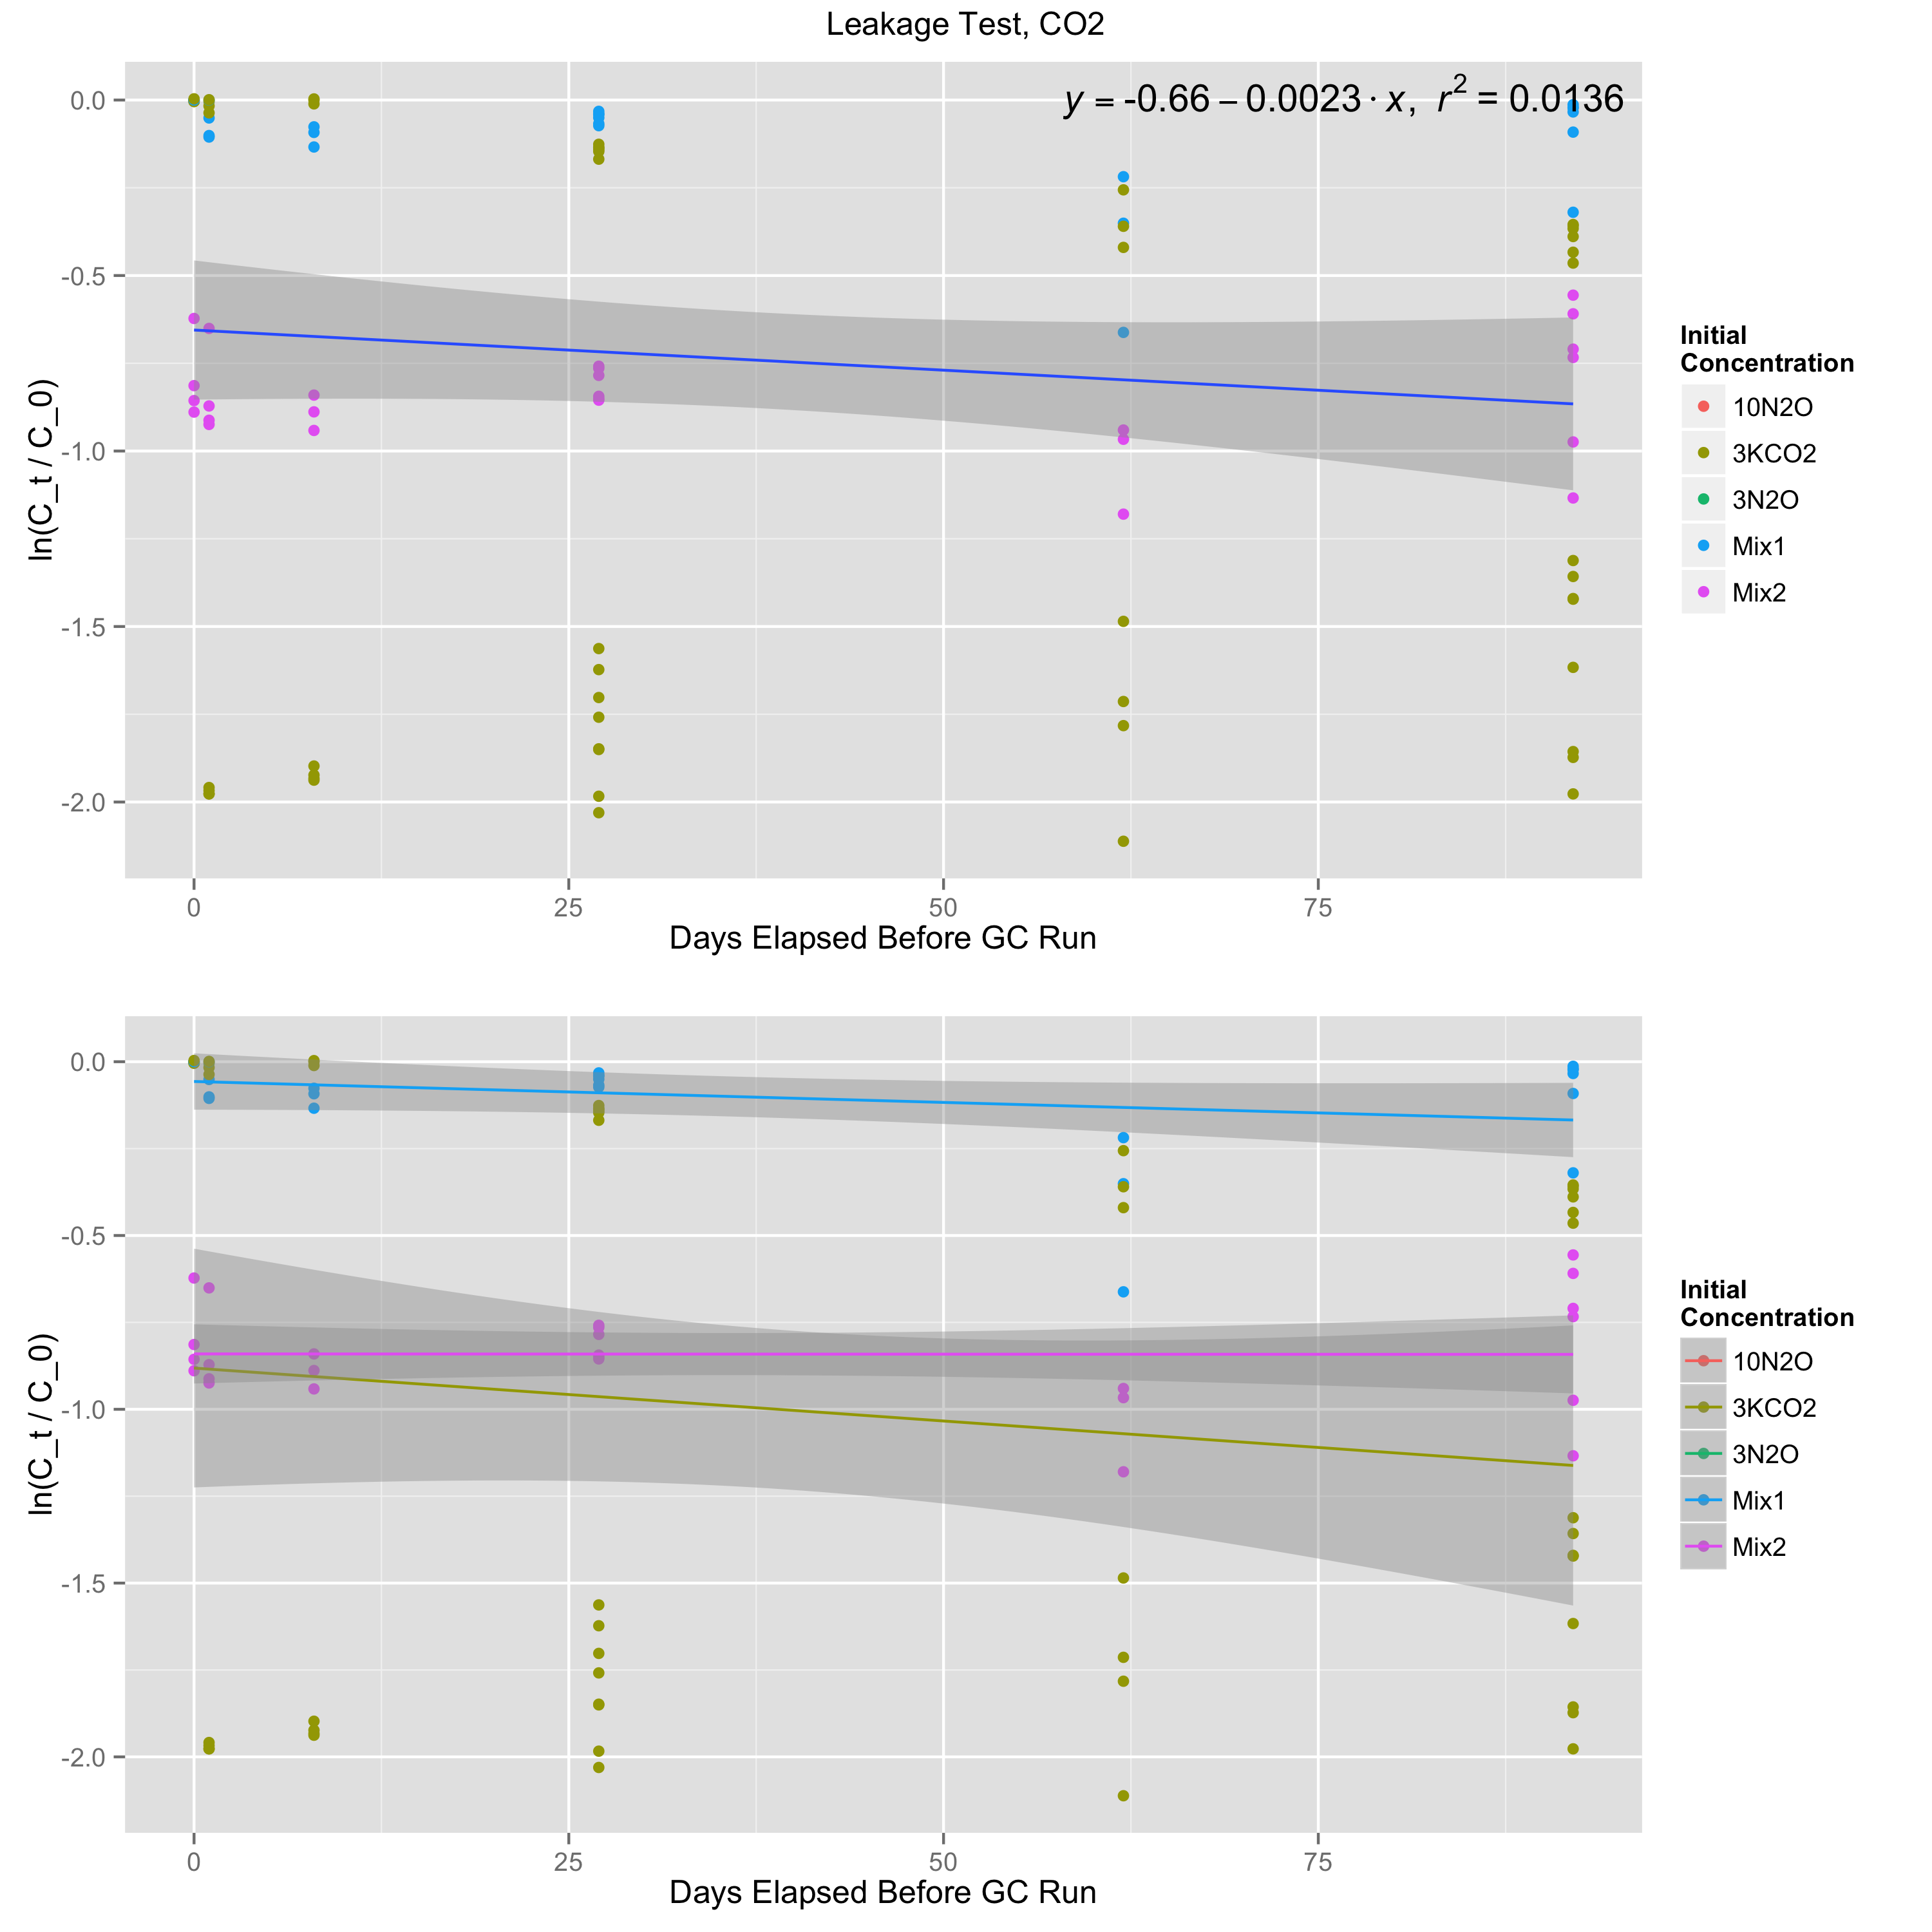 Leakage Test, CO2
y = -0.66 – 0.0023 · x, r² = 0.0136
0.0
-0.5
-1.0
-1.5
-2.0
ln(C_t / C_0)
0 25 50 75
Days Elapsed Before GC Run
Initial
Concentration
10N2O
3KCO2
3N2O
Mix1
Mix2
0.0
-0.5
-1.0
-1.5
-2.0
ln(C_t / C_0)
0 25 50 75
Days Elapsed Before GC Run
Initial
Concentration
10N2O
3KCO2
3N2O
Mix1
Mix2